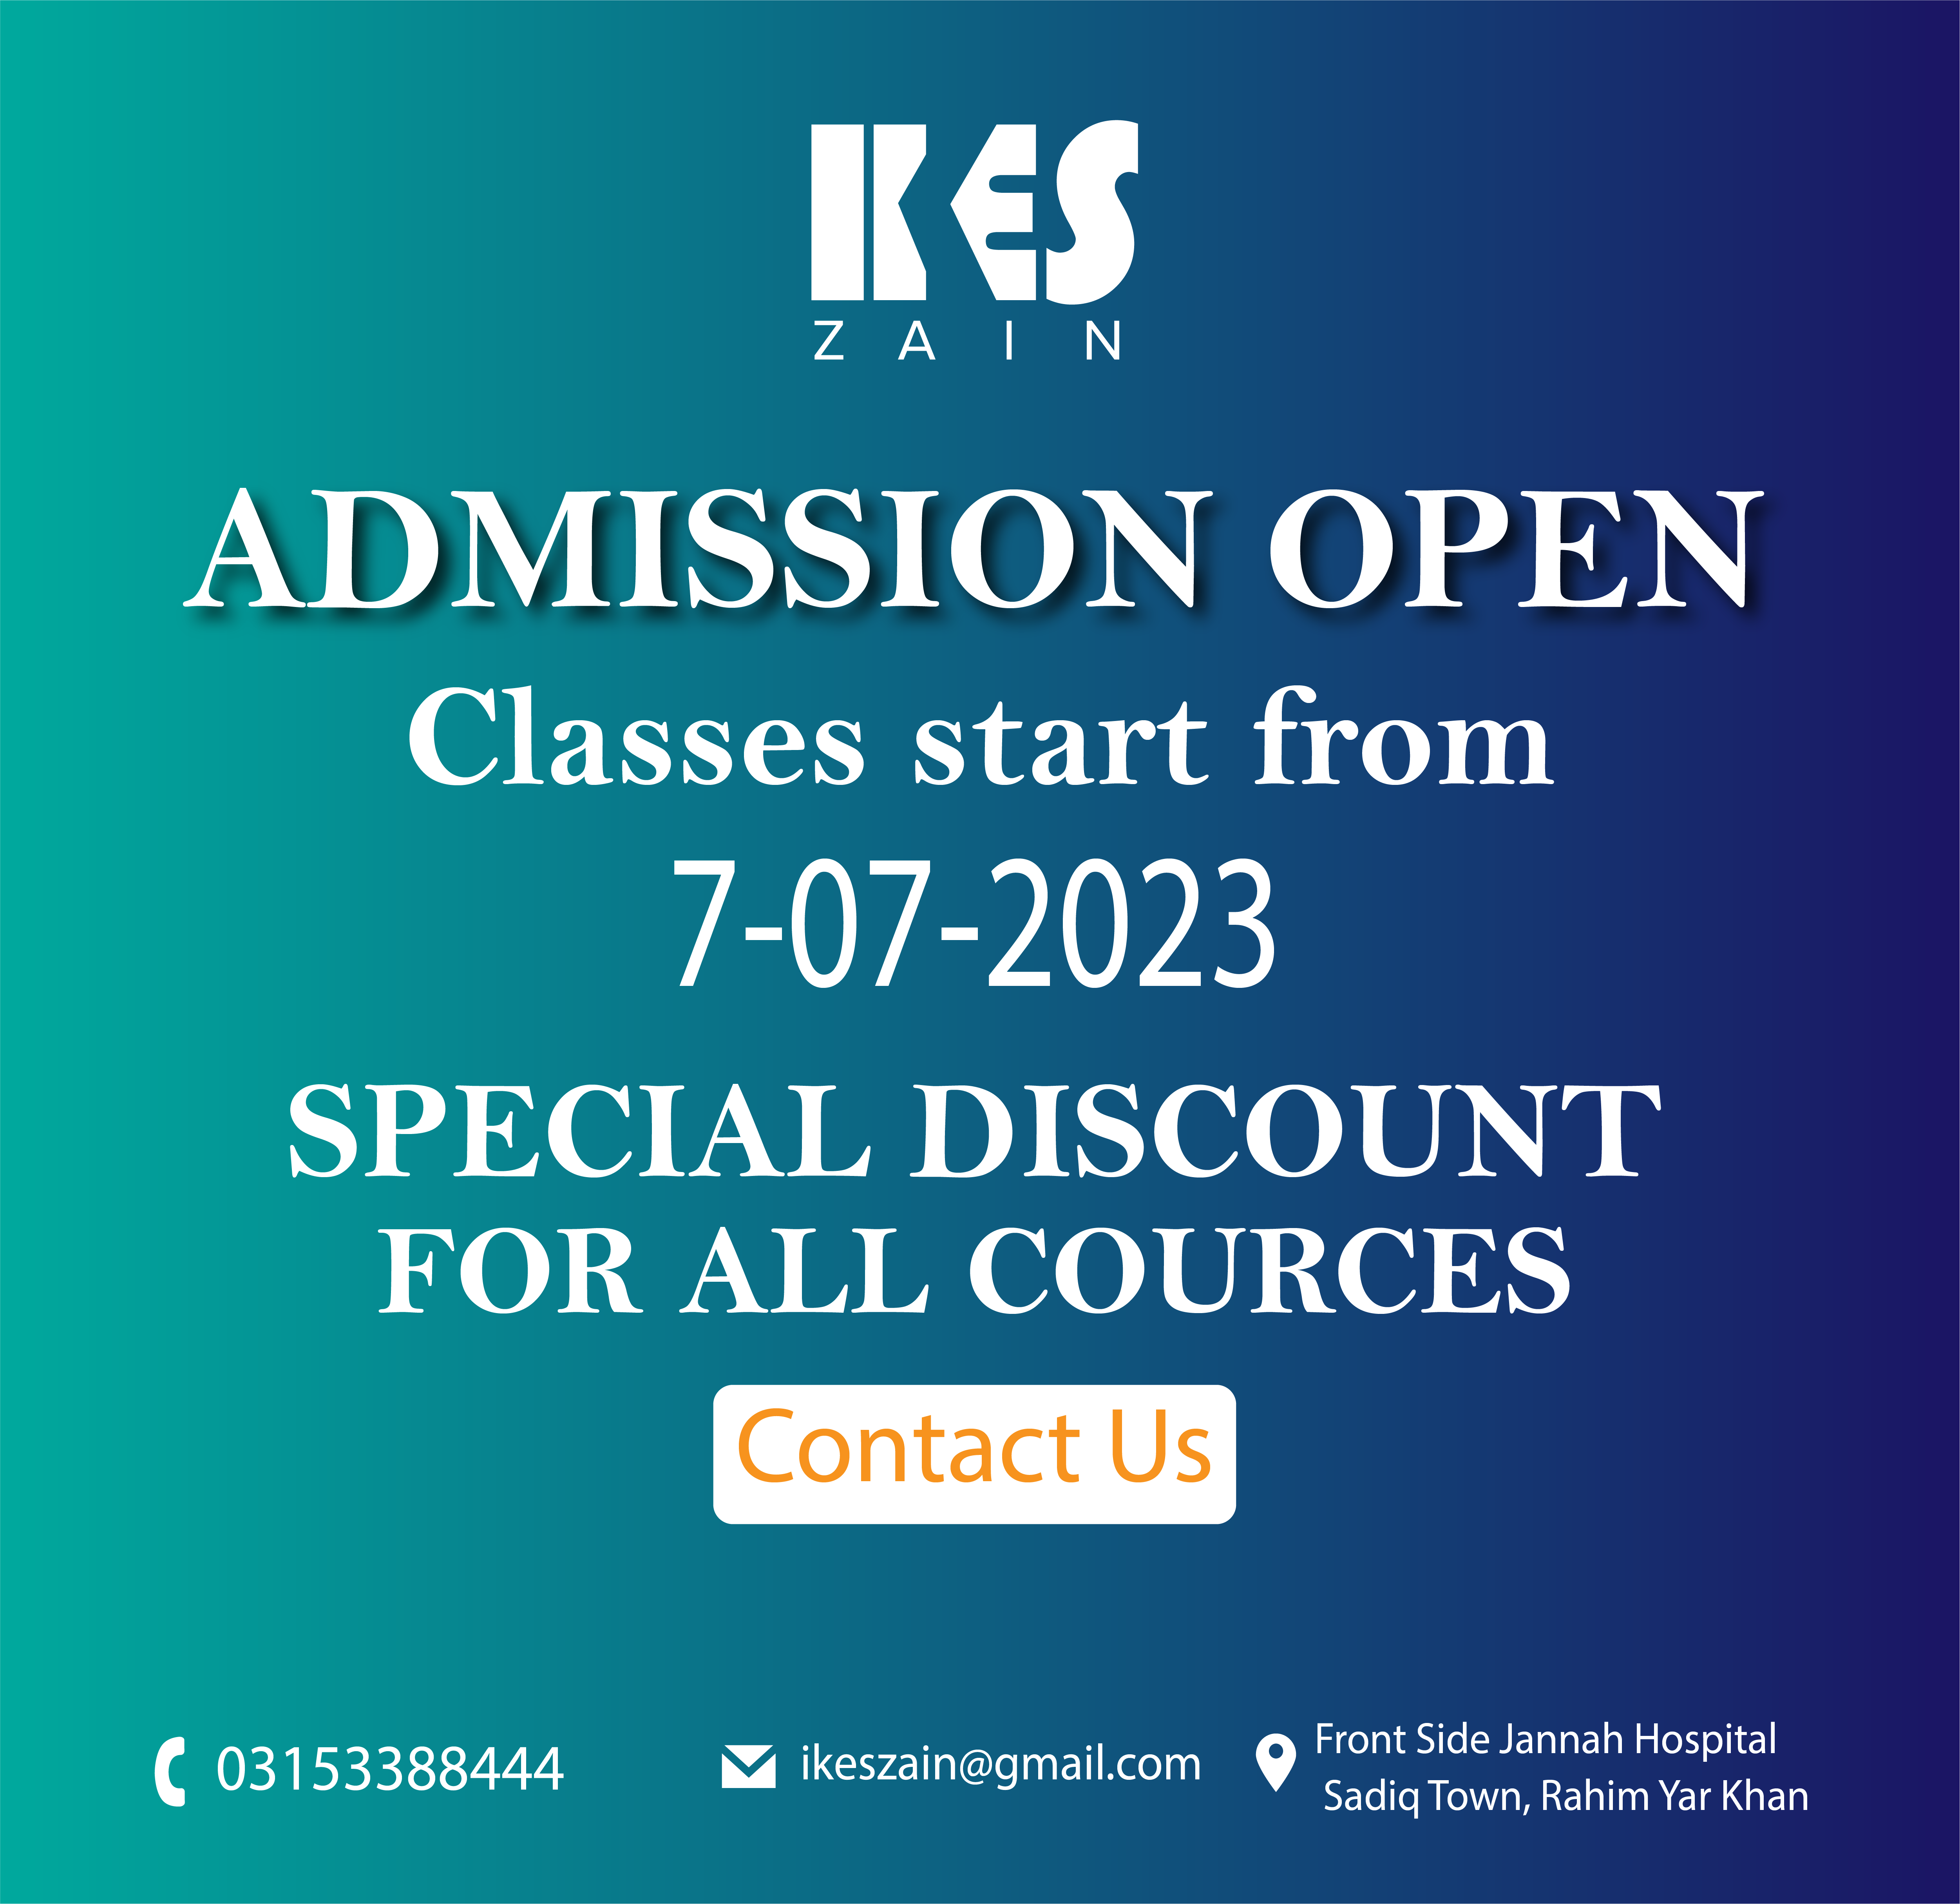 IKES
ZAIN
ADMISSION OPEN
Classes start from
7-07-2023
SPECIAL DISCOUNT
FOR ALL COURCES
Contact Us
03153388444
ikeszain@gmail.com
Front Side Jannah Hospital
Sadiq Town, Rahim Yar Khan